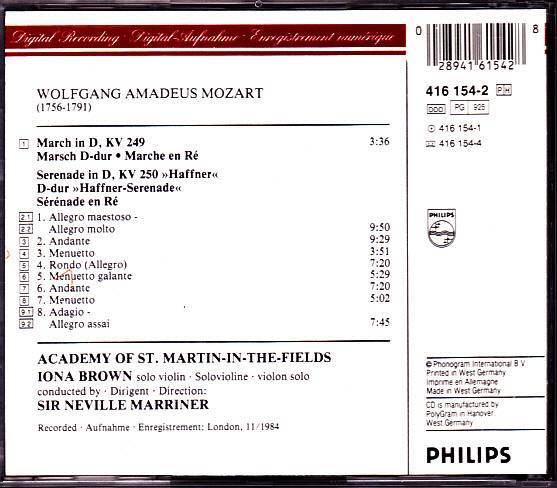 Digital Recording · Digital-Aufnahme · Enregistrement numérique
WOLFGANG AMADEUS MOZART
(1756-1791)
1 March in D, KV 249 3:36
Marsch D-dur • Marche en Ré
Serenade in D, KV 250 »Haffner«
D-dur »Haffner-Serenade«
Sérénade en Ré
2.1 1. Allegro maestoso -
2.2 Allegro molto 9:50
3 2. Andante 9:29
4 3. Menuetto 3:51
5 4. Rondo (Allegro) 7:20
6 5. Menuetto galante 5:29
7 6. Andante 7:20
8 7. Menuetto 5:02
9.1 8. Adagio -
9.2 Allegro assai 7:45
ACADEMY OF ST. MARTIN-IN-THE-FIELDS
IONA BROWN solo violin · Solovioline · violon solo
conducted by · Dirigent · Direction:
SIR NEVILLE MARRINER
Recorded · Aufnahme · Enregistrement: London, 11/1984
0 28941 61542 8
416 154-2 PH
DDD PG 925
416 154-1
416 154-4
PHILIPS
℗ Phonogram International B V
Printed in West Germany
Imprimé en Allemagne
Made in West Germany
CD is manufactured by
PolyGram in Hanover
West Germany
PHILIPS